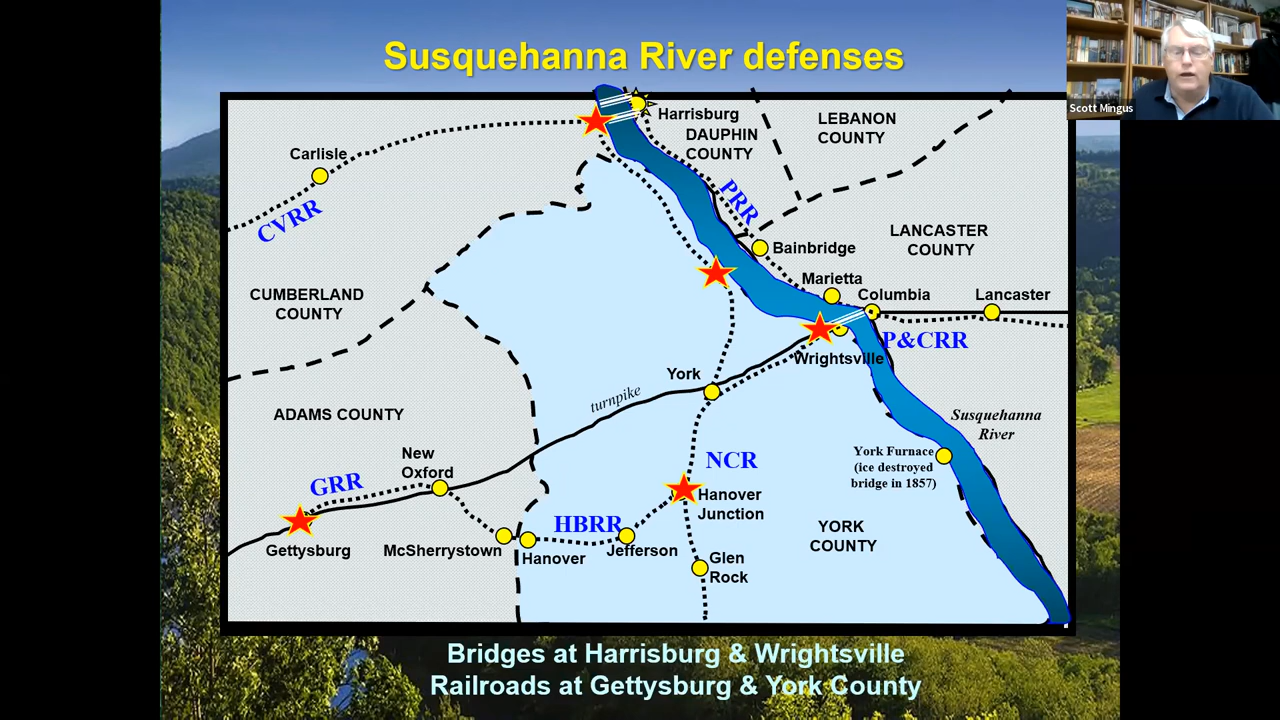 Susquehanna River defenses
Scott Mingus
Harrisburg
DAUPHIN
COUNTY
LEBANON
COUNTY
Carlisle
CVRR
PRR
LANCASTER
COUNTY
Bainbridge
Marietta
Columbia
Lancaster
CUMBERLAND
COUNTY
P&CRR
Wrightsville
York
turnpike
ADAMS COUNTY
Susquehanna
River
New
Oxford
York Furnace
(ice destroyed
bridge in 1857)
NCR
GRR
Hanover
Junction
HBRR
YORK
COUNTY
Gettysburg
McSherrystown
Hanover
Jefferson
Glen
Rock
Bridges at Harrisburg & Wrightsville
Railroads at Gettysburg & York County